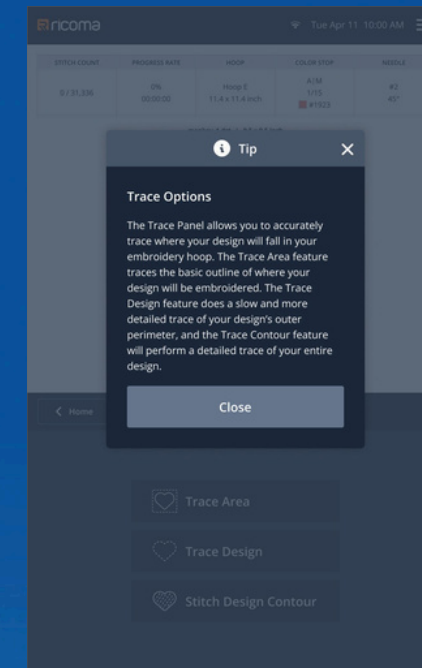 ricoma
Tue Apr 11 10:00 AM
STITCH COUNT PROGRESS RATE HOOP COLOR STOP NEEDLE
0 / 31,336 0% Hoop E A|M #2
00:00:00 11.4 x 11.4 inch 1/15 45°
#1923
Tip
Trace Options
The Trace Panel allows you to accurately
trace where your design will fall in your
embroidery hoop. The Trace Area feature
traces the basic outline of where your
design will be embroidered. The Trace
Design feature does a slow and more
detailed trace of your design's outer
perimeter, and the Trace Contour feature
will perform a detailed trace of your entire
design.
Close
Home
Trace Area
Trace Design
Stitch Design Contour